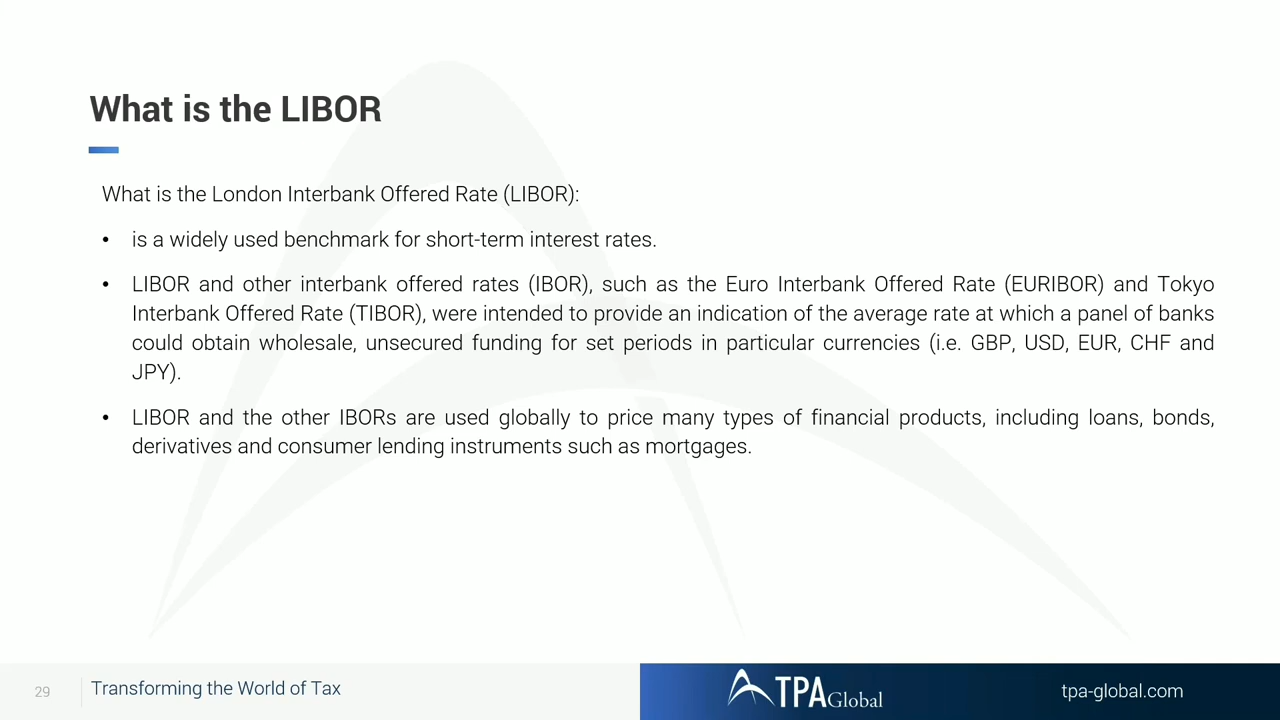 What is the LIBOR
What is the London Interbank Offered Rate (LIBOR):
• is a widely used benchmark for short-term interest rates.
• LIBOR and other interbank offered rates (IBOR), such as the Euro Interbank Offered Rate (EURIBOR) and Tokyo
Interbank Offered Rate (TIBOR), were intended to provide an indication of the average rate at which a panel of banks
could obtain wholesale, unsecured funding for set periods in particular currencies (i.e. GBP, USD, EUR, CHF and
JPY).
• LIBOR and the other IBORs are used globally to price many types of financial products, including loans, bonds,
derivatives and consumer lending instruments such as mortgages.
29
Transforming the World of Tax
TPA Global
tpa-global.com